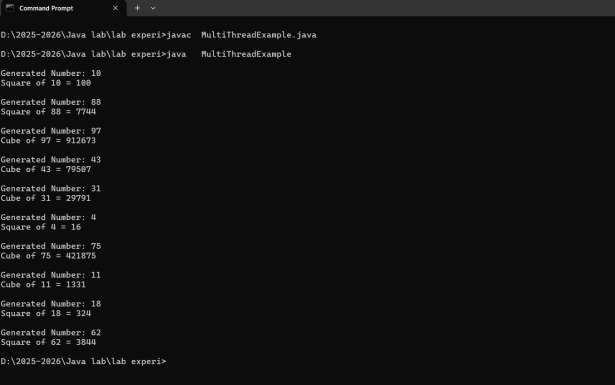 Command Prompt
D:\2025-2026\Java lab\lab experi>javac  MultiThreadExample.java
D:\2025-2026\Java lab\lab experi>java   MultiThreadExample
Generated Number: 10
Square of 10 = 100
Generated Number: 88
Square of 88 = 7744
Generated Number: 97
Cube of 97 = 912673
Generated Number: 43
Cube of 43 = 79507
Generated Number: 31
Cube of 31 = 29791
Generated Number: 4
Square of 4 = 16
Generated Number: 75
Cube of 75 = 421875
Generated Number: 11
Cube of 11 = 1331
Generated Number: 18
Square of 18 = 324
Generated Number: 62
Square of 62 = 3844
D:\2025-2026\Java lab\lab experi>